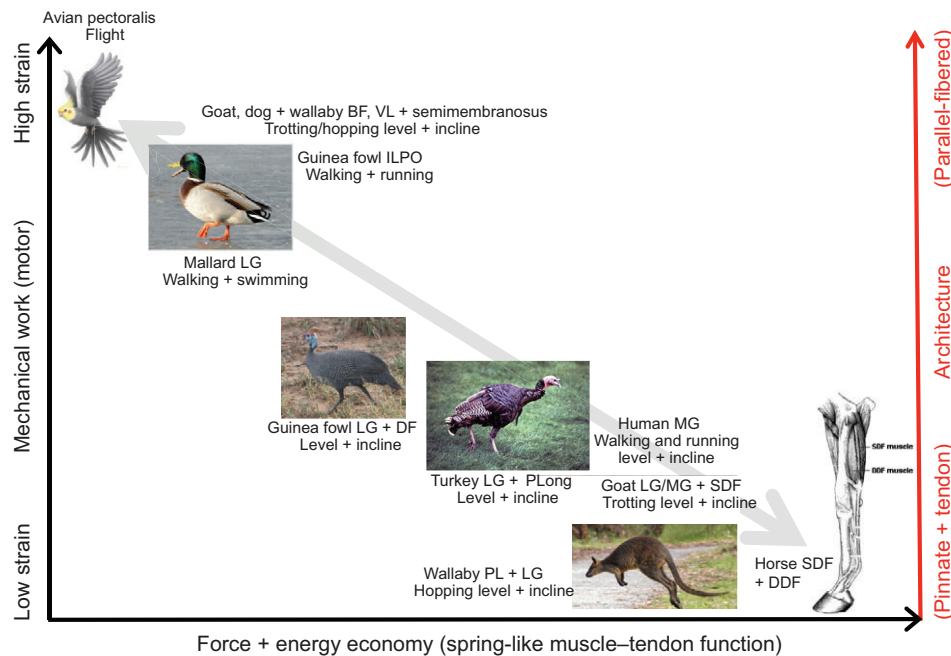 Avian pectoralis
Flight
Goat, dog + wallaby BF, VL + semimembranosus
Trotting/hopping level + incline
Guinea fowl ILPO
Walking + running
Mallard LG
Walking + swimming
Guinea fowl LG + DF
Level + incline
Turkey LG + PLong
Level + incline
Human MG
Walking and running
level + incline
Goat LG/MG + SDF
Trotting level + incline
Wallaby PL + LG
Hopping level + incline
SDF muscle
DDF muscle
Horse SDF
+ DDF
High strain
Mechanical work (motor)
Low strain
(Parallel-fibered)
Architecture
(Pinnate + tendon)
Force + energy economy (spring-like muscle–tendon function)